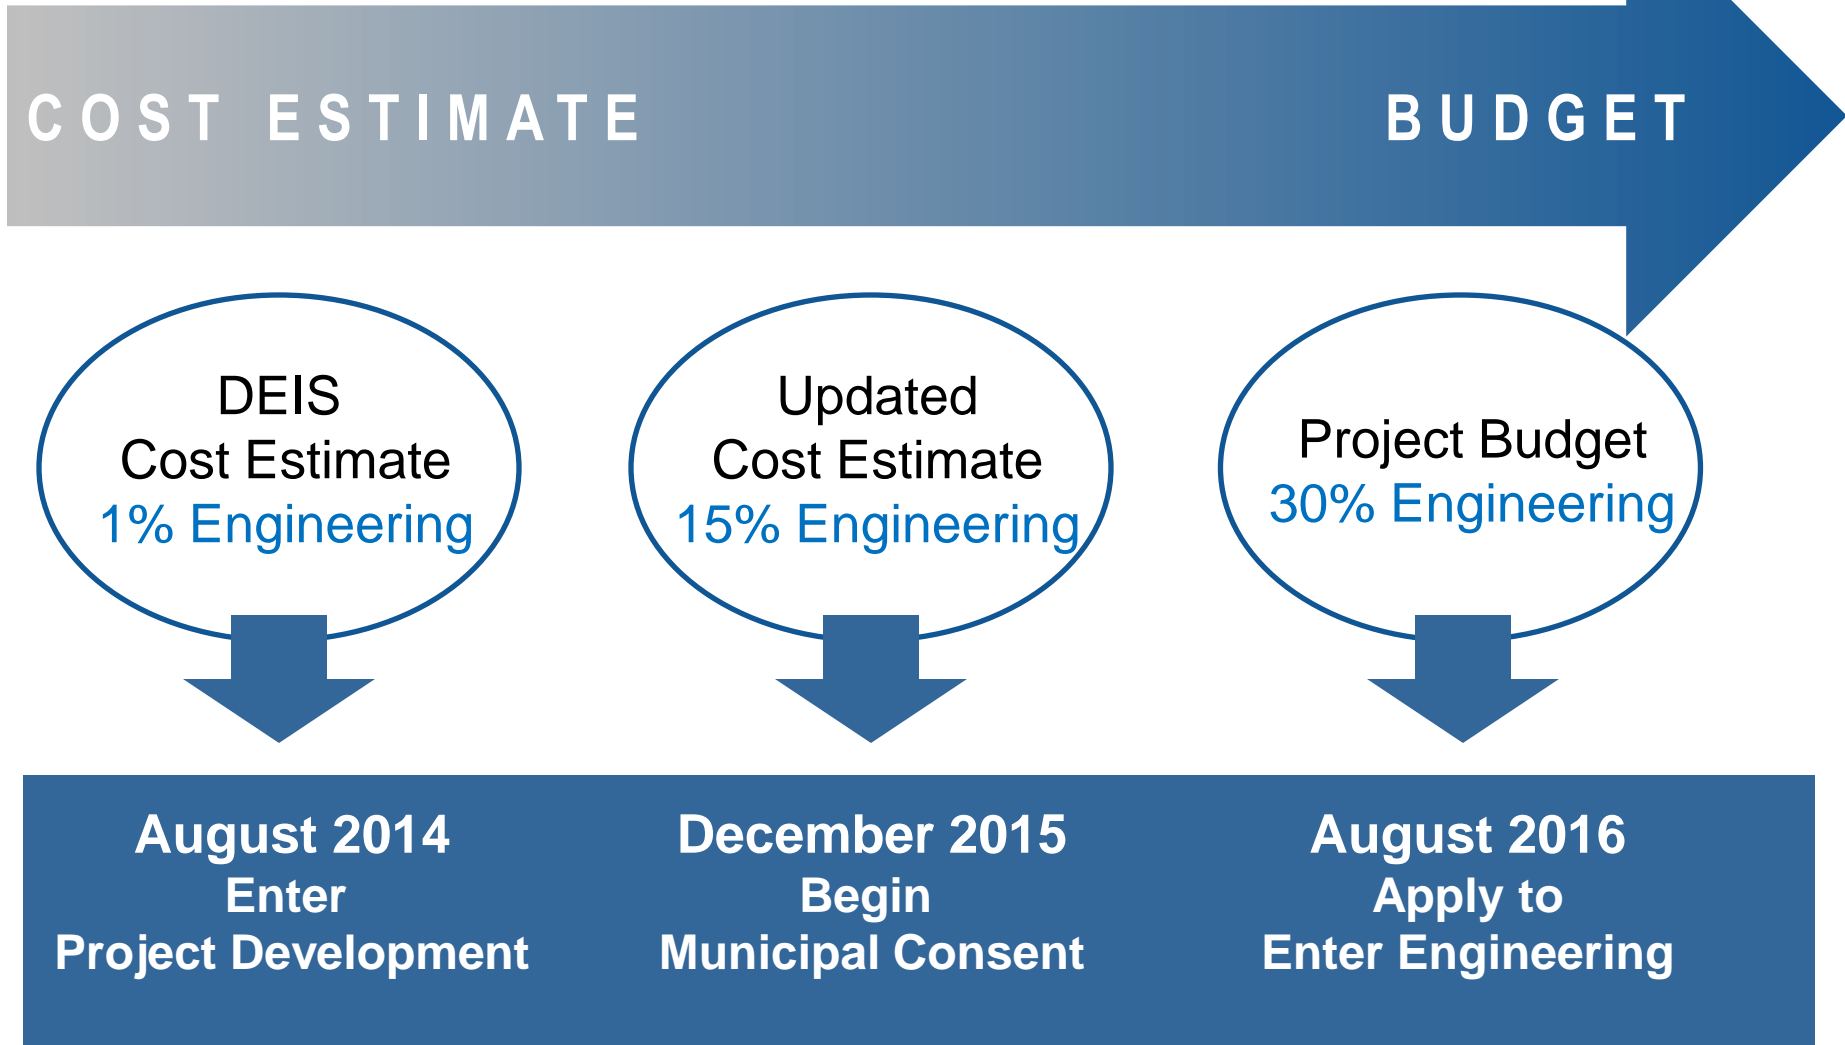 COST ESTIMATE
BUDGET
DEIS
Cost Estimate
1% Engineering
Updated
Cost Estimate
15% Engineering
Project Budget
30% Engineering
August 2014
Enter
Project Development
December 2015
Begin
Municipal Consent
August 2016
Apply to
Enter Engineering